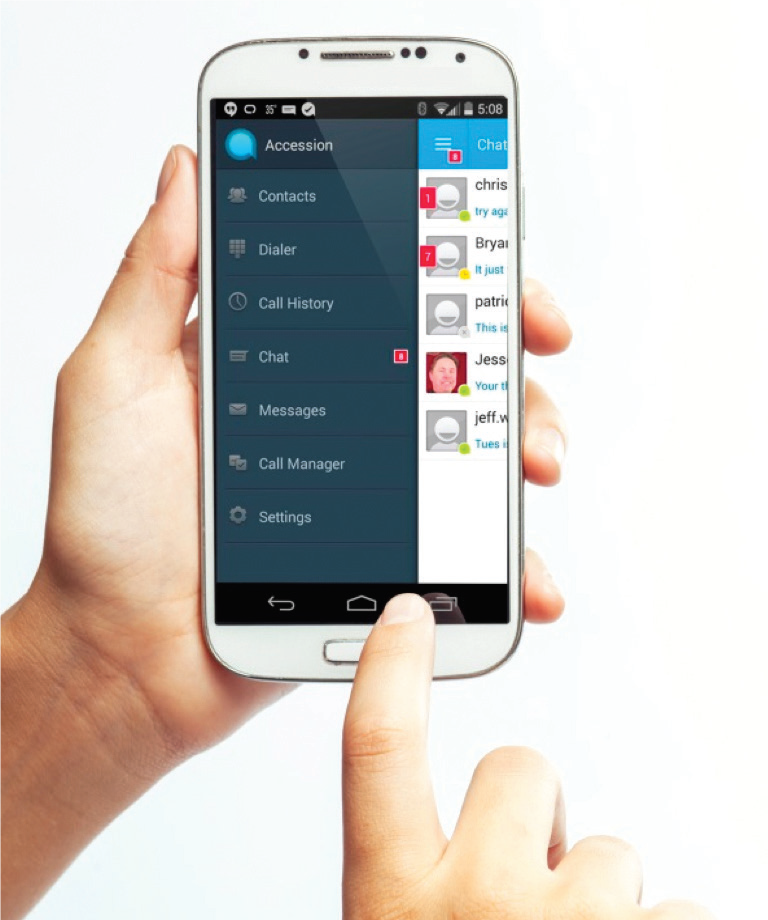 35°
5:08
Accession
8
Chat
Contacts
chris
1
try aga
Dialer
Bryan
7
It just
Call History
patric
This is
Chat
8
Jess
Your th
Messages
jeff.w
Tues is
Call Manager
Settings